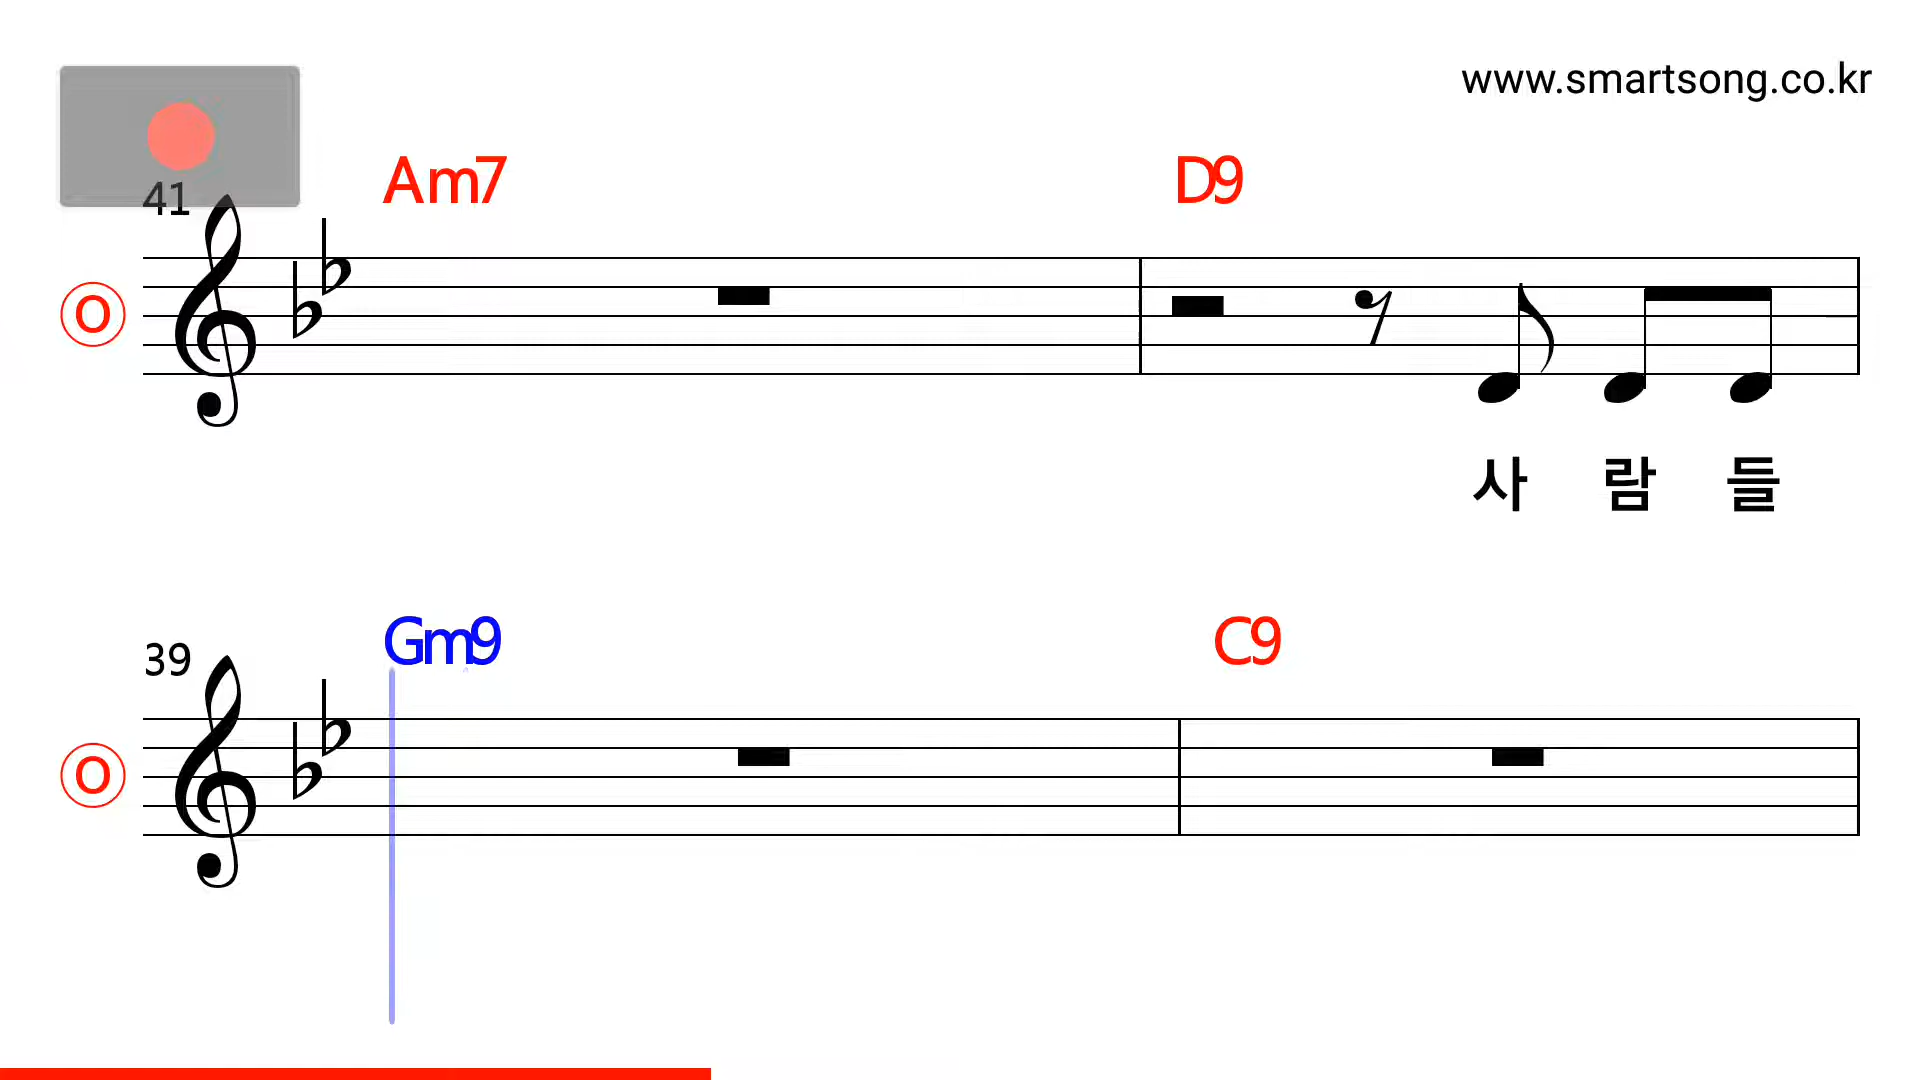 www.smartsong.co.kr
41 Am7 D9
O
사 람 들
39 Gm9 C9
O